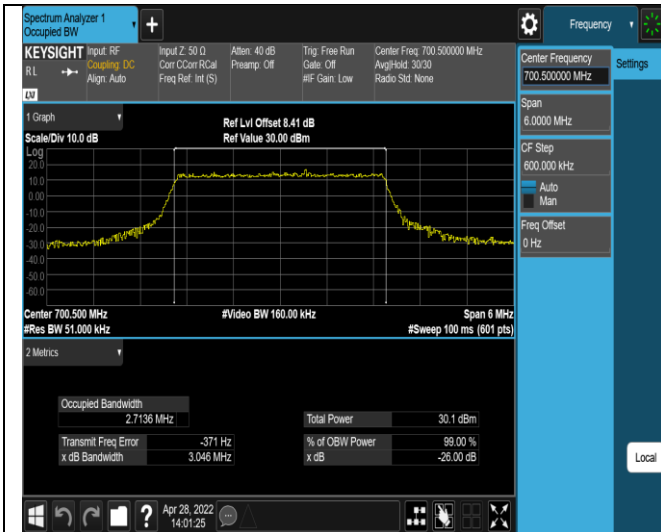 Spectrum Analyzer 1
Occupied BW
Frequency
KEYSIGHT
RL
LXI
Input: RF
Coupling: DC
Align: Auto
Input Z: 50 Ω
Corr CCorr RCal
Freq Ref: Int (S)
Atten: 40 dB
Preamp: Off
Trig: Free Run
Gate: Off
#IF Gain: Low
Center Freq: 700.500000 MHz
Avg|Hold: 30/30
Radio Std: None
Center Frequency
700.500000 MHz
Settings
Span
6.0000 MHz
CF Step
600.000 kHz
Auto
Man
Freq Offset
0 Hz
Local
1 Graph
Scale/Div 10.0 dB
Ref Lvl Offset 8.41 dB
Ref Value 30.00 dBm
Log
20.0
10.0
0.00
-10.0
-20.0
-30.0
-40.0
-50.0
-60.0
Center 700.500 MHz
#Video BW 160.00 kHz
Span 6 MHz
#Res BW 51.000 kHz
#Sweep 100 ms (601 pts)
2 Metrics
Occupied Bandwidth
2.7136 MHz
Total Power
30.1 dBm
Transmit Freq Error
-371 Hz
% of OBW Power
99.00 %
x dB Bandwidth
3.046 MHz
x dB
-26.00 dB
?
Apr 28, 2022
14:01:25